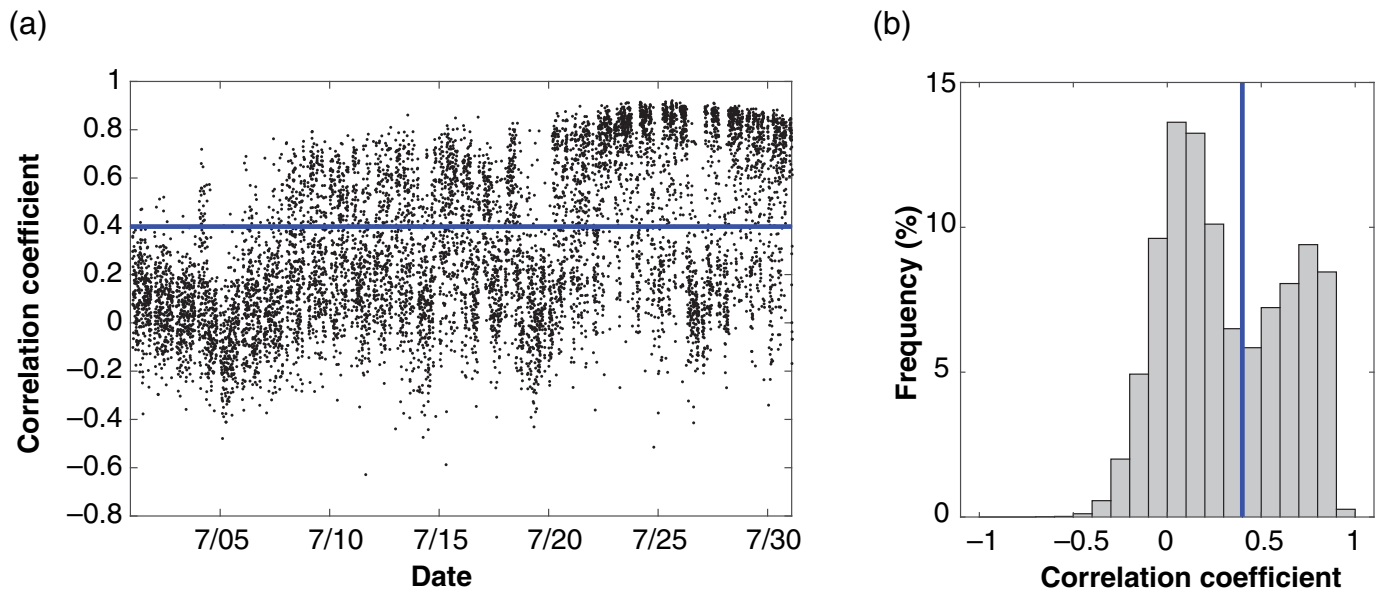 (a)
1
0.8
0.6
0.4
0.2
0
−0.2
−0.4
−0.6
−0.8
Correlation coefficient
7/05 7/10 7/15 7/20 7/25 7/30
Date
(b)
15
10
5
0
Frequency (%)
−1 −0.5 0 0.5 1
Correlation coefficient